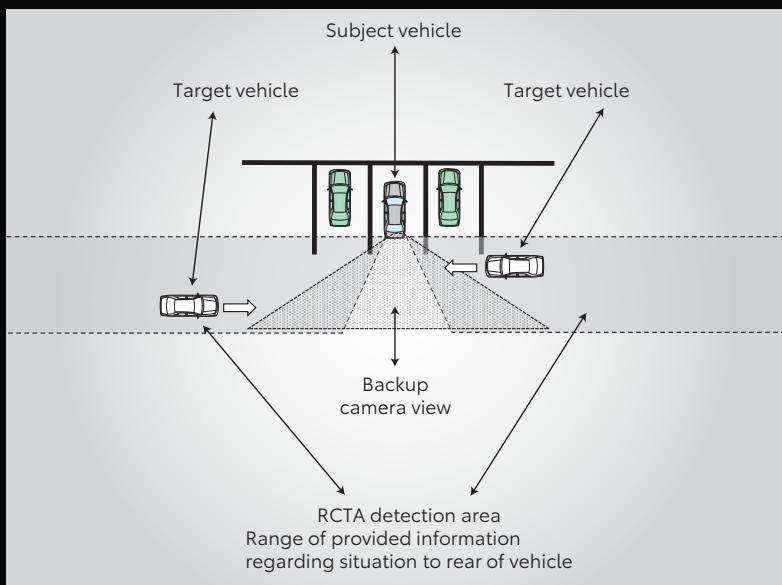 Subject vehicle
Target vehicle
Target vehicle
Backup
camera view
RCTA detection area
Range of provided information
regarding situation to rear of vehicle